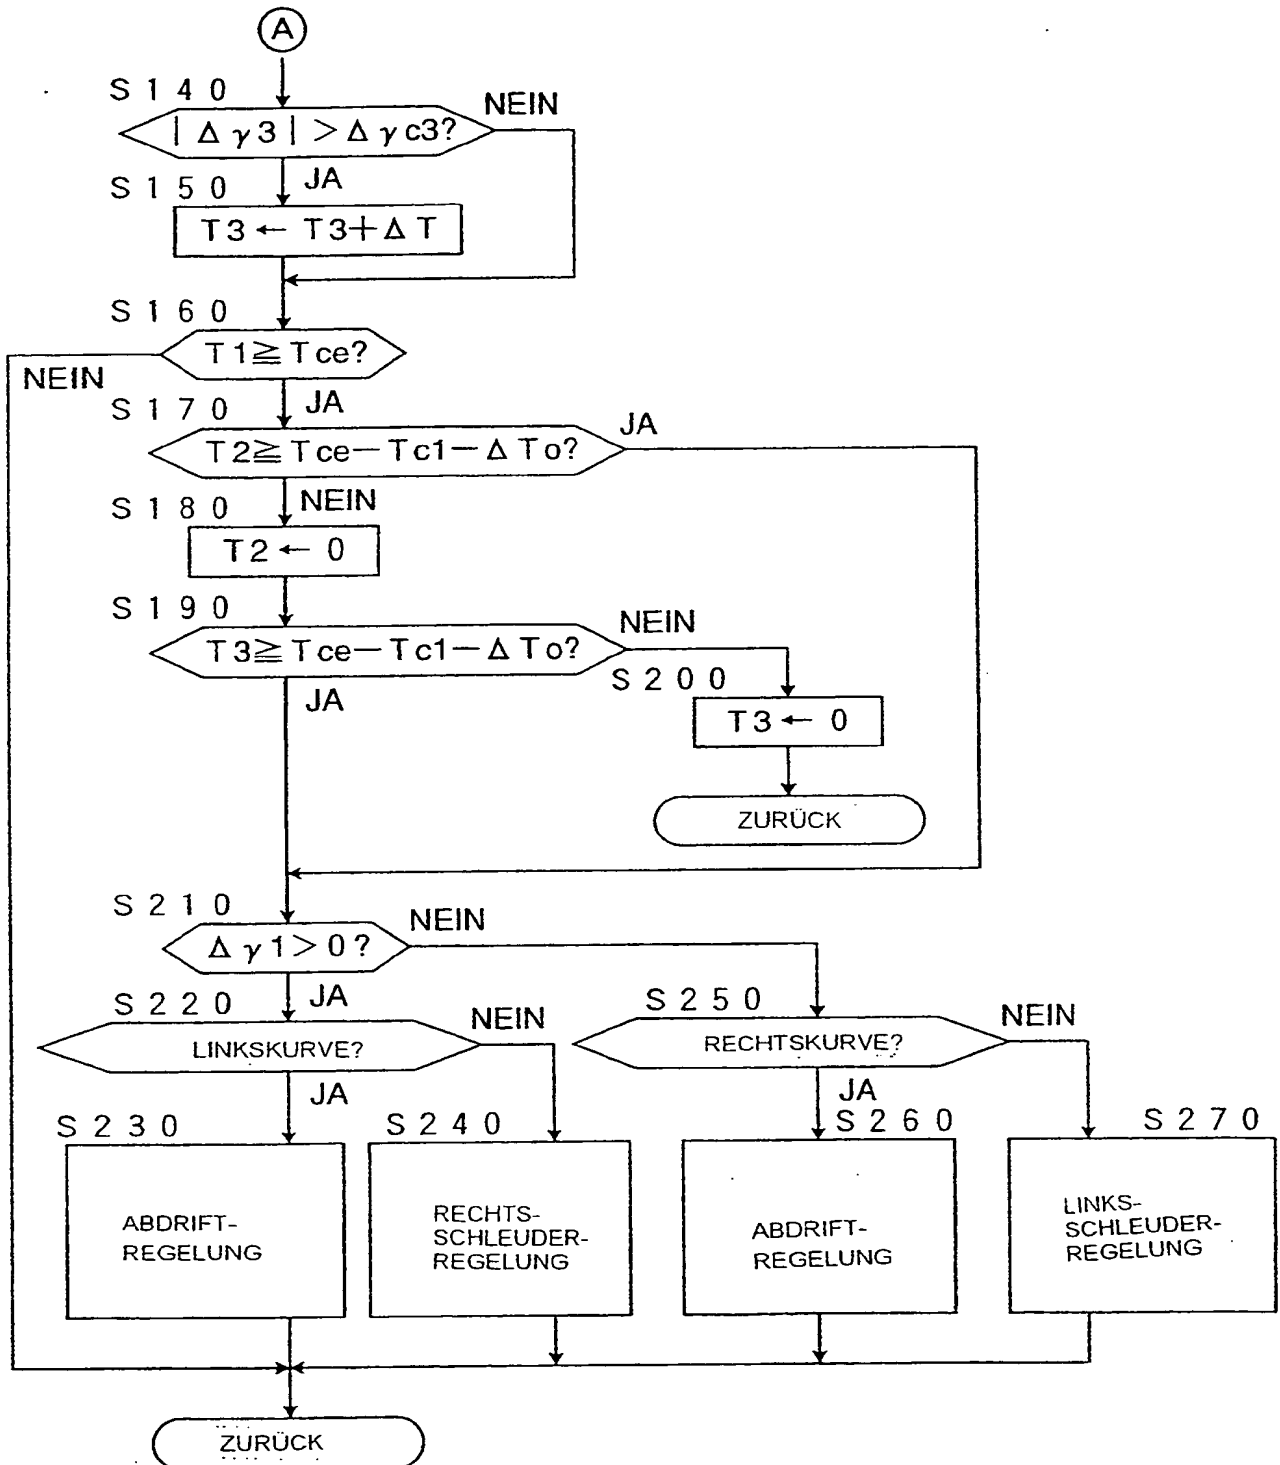 A
S140
| Δγ3 | > Δγc3?
NEIN
JA
S150
T3 ← T3+ΔT
S160
T1≧Tce?
NEIN
JA
S170
T2≧Tce−Tc1−ΔTo?
JA
NEIN
S180
T2 ← 0
S190
T3≧Tce−Tc1−ΔTo?
NEIN
JA
S200
T3 ← 0
ZURÜCK
S210
Δγ1>0?
NEIN
JA
S220
LINKSKURVE?
NEIN
JA
S250
RECHTSKURVE?
NEIN
JA
S230
ABDRIFT-
REGELUNG
S240
RECHTS-
SCHLEUDER-
REGELUNG
S260
ABDRIFT-
REGELUNG
S270
LINKS-
SCHLEUDER-
REGELUNG
ZURÜCK